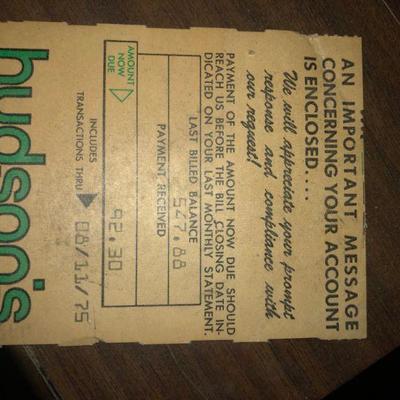 AN IMPORTANT MESSAGE
CONCERNING YOUR ACCOUNT
IS ENCLOSED....
We will appreciate your prompt
reponse and compliance with
our request!
PAYMENT OF THE AMOUNT NOW DUE SHOULD
REACH US BEFORE THE BILL CLOSING DATE IN-
DICATED ON YOUR LAST MONTHLY STATEMENT.
LAST BILLED BALANCE
547.88
PAYMENT RECEIVED
AMOUNT
NOW
DUE
92.30
INCLUDES
TRANSACTIONS THRU 08/11/75
hudson's